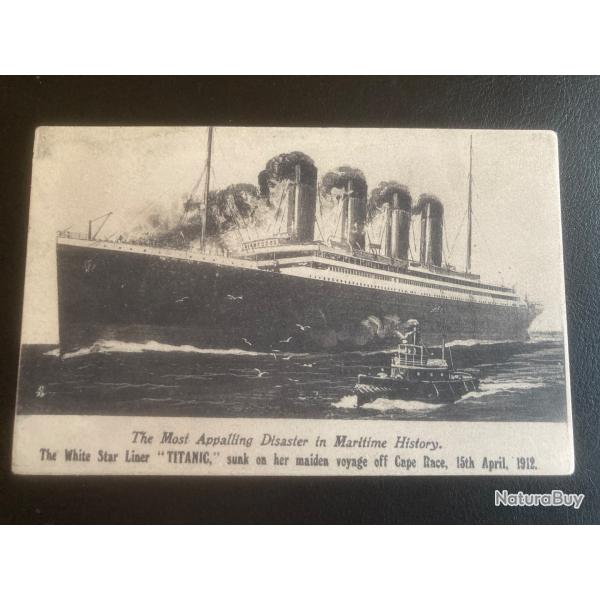 The Most Appalling Disaster in Maritime History.
The White Star Liner "TITANIC," sunk on her maiden voyage off Cape Race, 15th April, 1912.
NaturaBuy